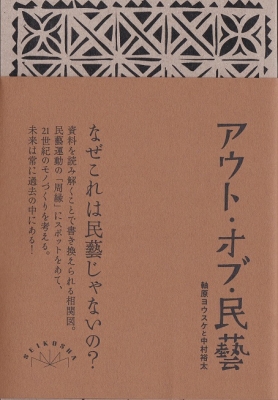 アウト・オブ・民藝
軸原ヨウスケと中村裕太
なぜこれは民藝じゃないの？
資料を読み解くことで書き換えられる相関図。
民藝運動の「周縁」にスポットをあて、
21世紀のモノづくりを考える。
未来は常に過去の中にある！
SEIKOSHA